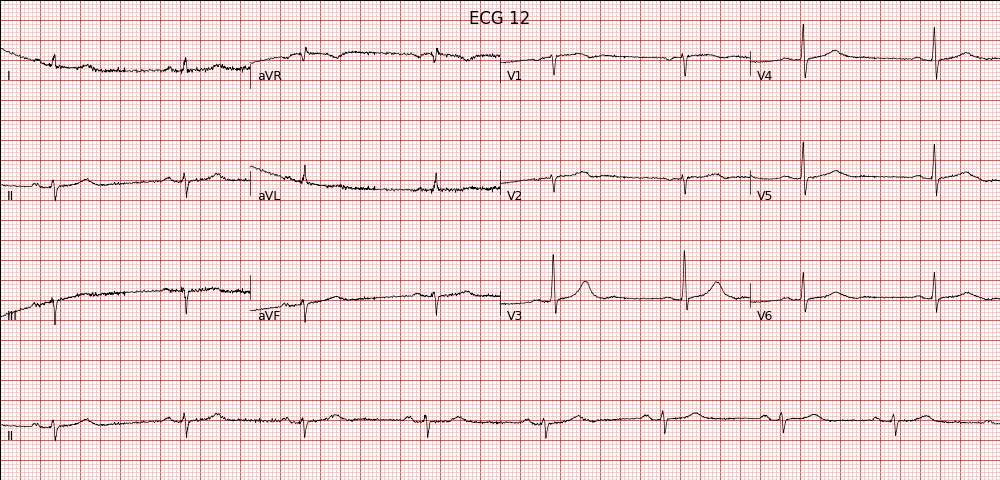 ECG 12
I aVR V1 V4
II aVL V2 V5
III aVF V3 V6
II